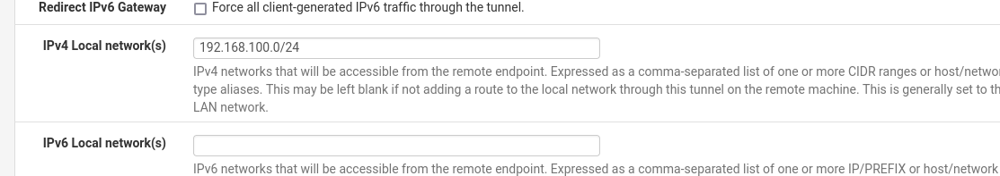 Redirect IPv6 Gateway Force all client-generated IPv6 traffic through the tunnel.
IPv4 Local network(s) 192.168.100.0/24
IPv4 networks that will be accessible from the remote endpoint. Expressed as a comma-separated list of one or more CIDR ranges or host/networ
type aliases. This may be left blank if not adding a route to the local network through this tunnel on the remote machine. This is generally set to th
LAN network.
IPv6 Local network(s)
IPv6 networks that will be accessible from the remote endpoint. Expressed as a comma-separated list of one or more IP/PREFIX or host/network